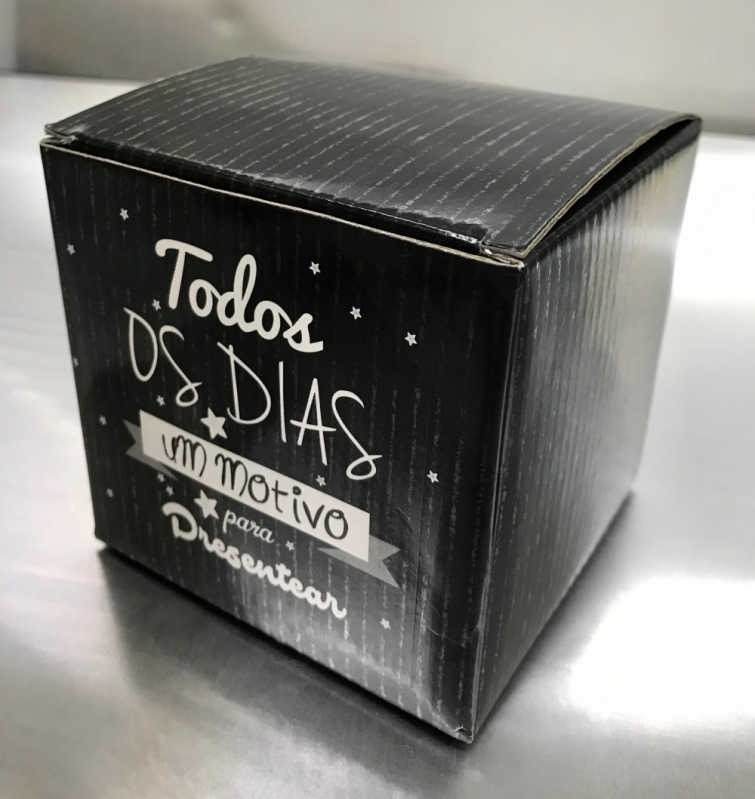 Todos
OS DIAS
um motivo
para
Presentear